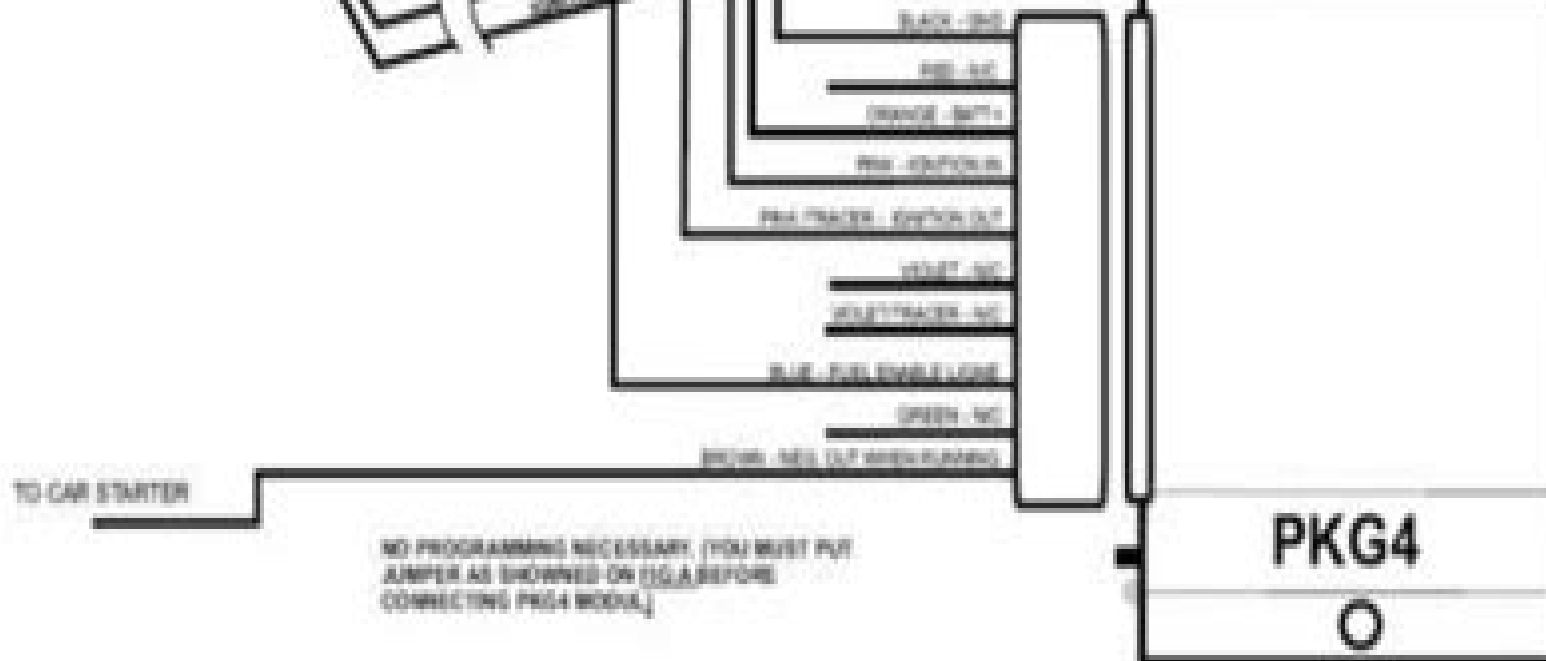 BLACK - GND
RED - N/C
ORANGE - BATT+
PINK - IGNITION IN
PINK/TRACER - IGNITION OUT
VIOLET - N/C
VIOLET/TRACER - N/C
BLUE - FUEL ENABLE LIGNE
GREEN - N/C
BROWN - NEG. OUT WHEN RUNNING
TO CAR STARTER
NO PROGRAMMING NECESSARY. (YOU MUST PUT
JUMPER AS SHOWNED ON FIG.A BEFORE
CONNECTING PKG4 MODUL)
PKG4